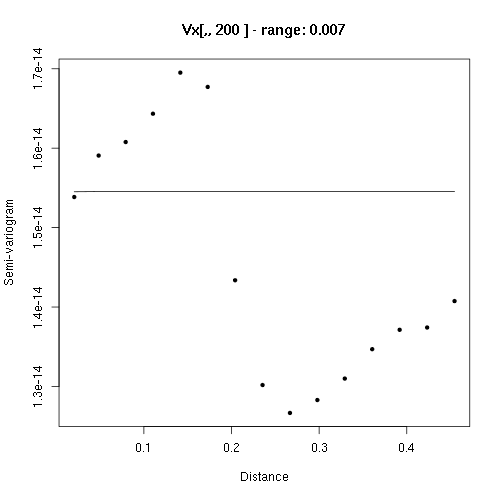 Vx[,, 200 ] - range: 0.007
1.7e-14
1.6e-14
1.5e-14
1.4e-14
1.3e-14
Semi-variogram
0.1 0.2 0.3 0.4
Distance